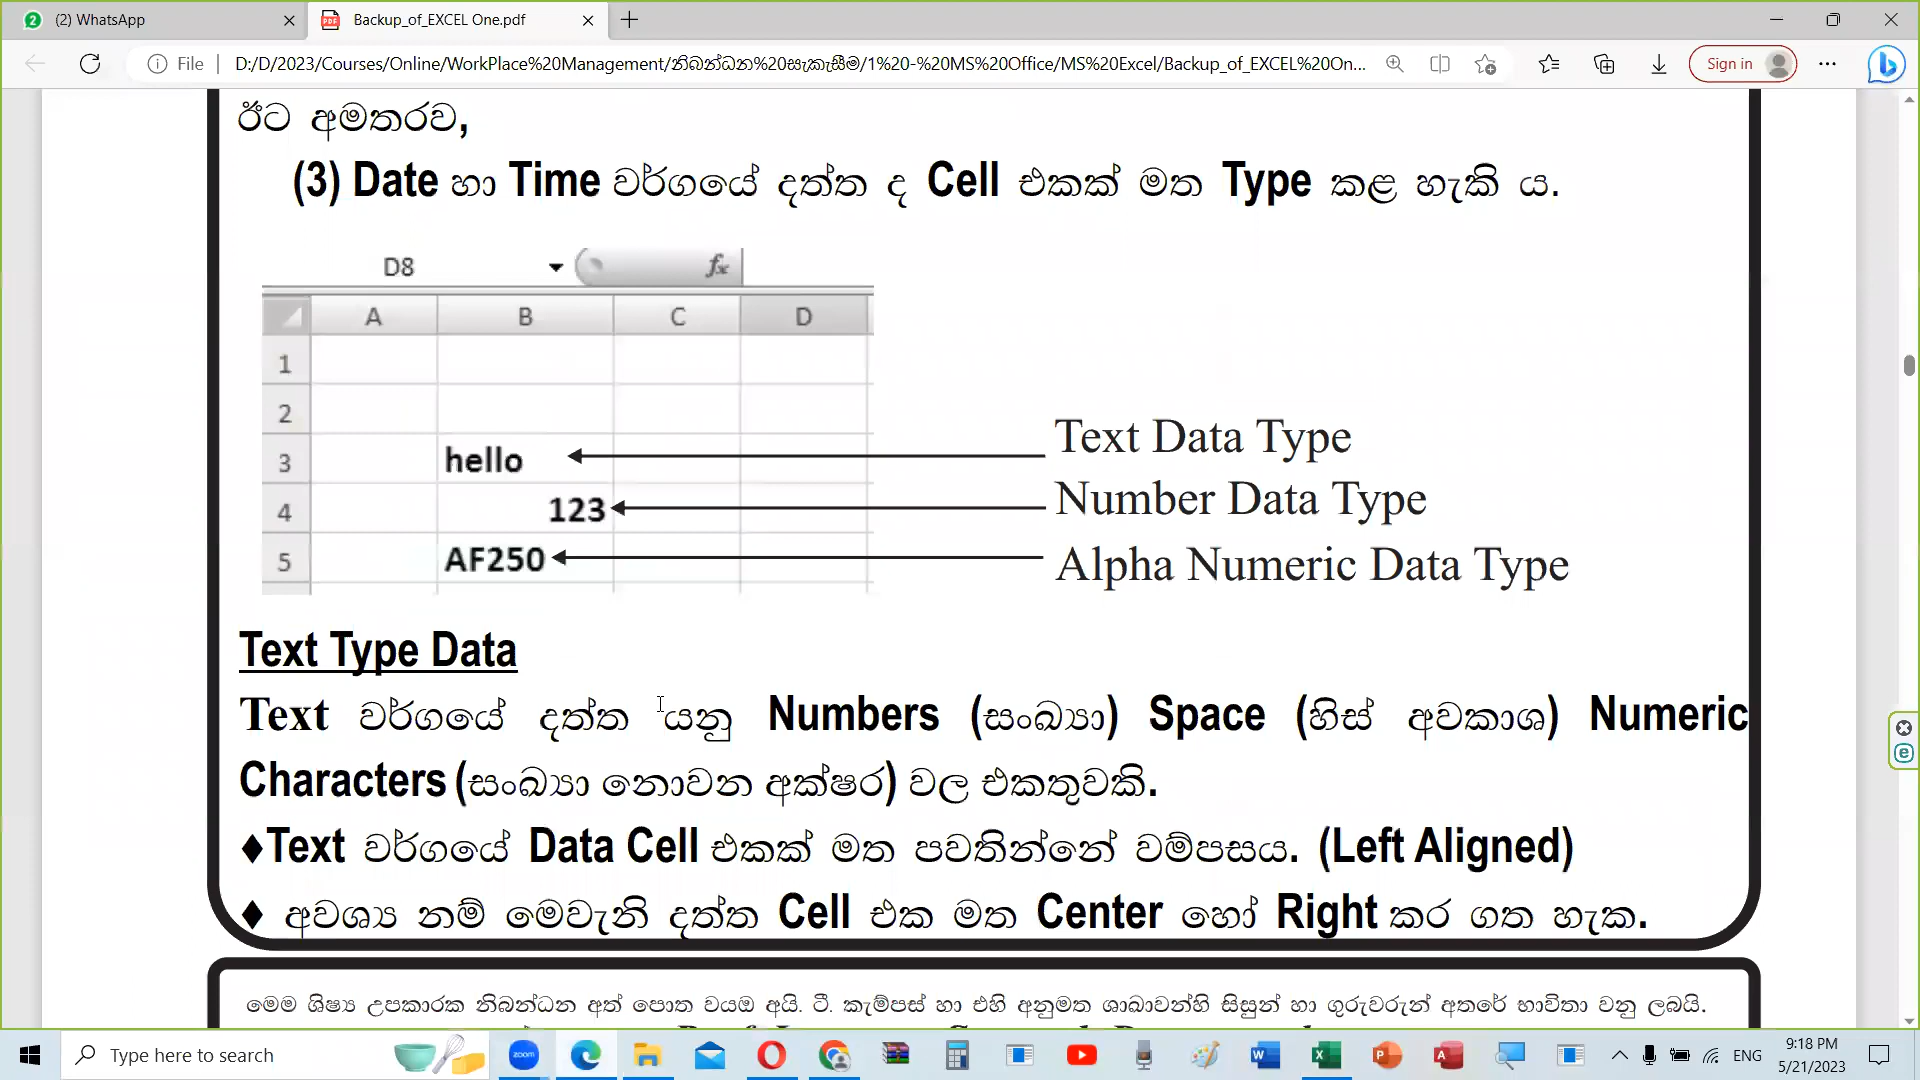 (2) WhatsApp
Backup_of_EXCEL One.pdf
File
D:/D/2023/Courses/Online/WorkPlace%20Management/නිබන්ධන%20සැකැසීම/1%20-%20MS%20Office/MS%20Excel/Backup_of_EXCEL%20On...
Sign in
ඊට අමතරව,
(3) Date හා Time වර්ගයේ දත්ත ද Cell එකක් මත Type කළ හැකි ය.
D8
fx
A B C D
1
2
3 hello
Text Data Type
4 123
Number Data Type
5 AF250
Alpha Numeric Data Type
Text Type Data
Text වර්ගයේ දත්ත යනු Numbers (සංඛ්‍යා) Space (හිස් අවකාශ) Numeric
Characters (සංඛ්‍යා නොවන අක්ෂර) වල එකතුවකි.
♦Text වර්ගයේ Data Cell එකක් මත පවතින්නේ වම්පසය. (Left Aligned)
♦ අවශ්‍ය නම් මෙවැනි දත්ත Cell එක මත Center හෝ Right කර ගත හැක.
මෙම ශිෂ්‍ය උපකාරක නිබන්ධන අත් පොත වයඹ අයි. ටී. කැම්පස් හා එහි අනුමත ශාඛාවන්හි සිසුන් හා ගුරුවරුන් අතරේ භාවිතා වනු ලබයි.
Type here to search
zoom
ENG
9:18 PM
5/21/2023